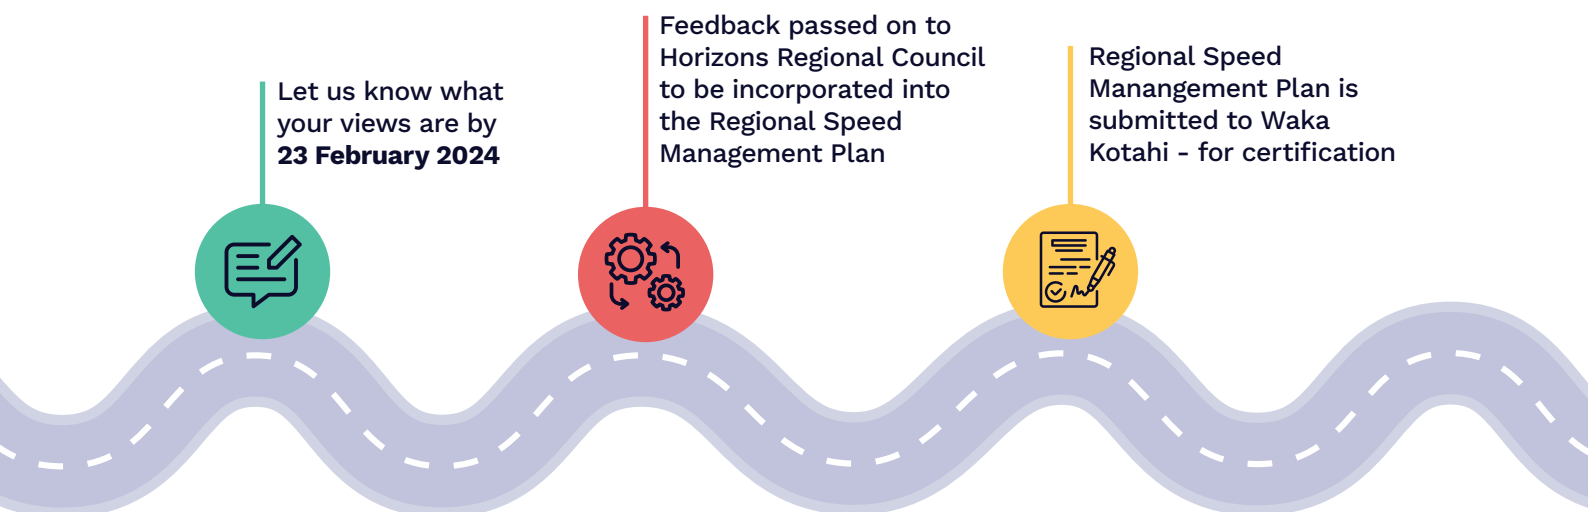 Let us know what
your views are by
23 February 2024
Feedback passed on to
Horizons Regional Council
to be incorporated into
the Regional Speed
Management Plan
Regional Speed
Manangement Plan is
submitted to Waka
Kotahi - for certification